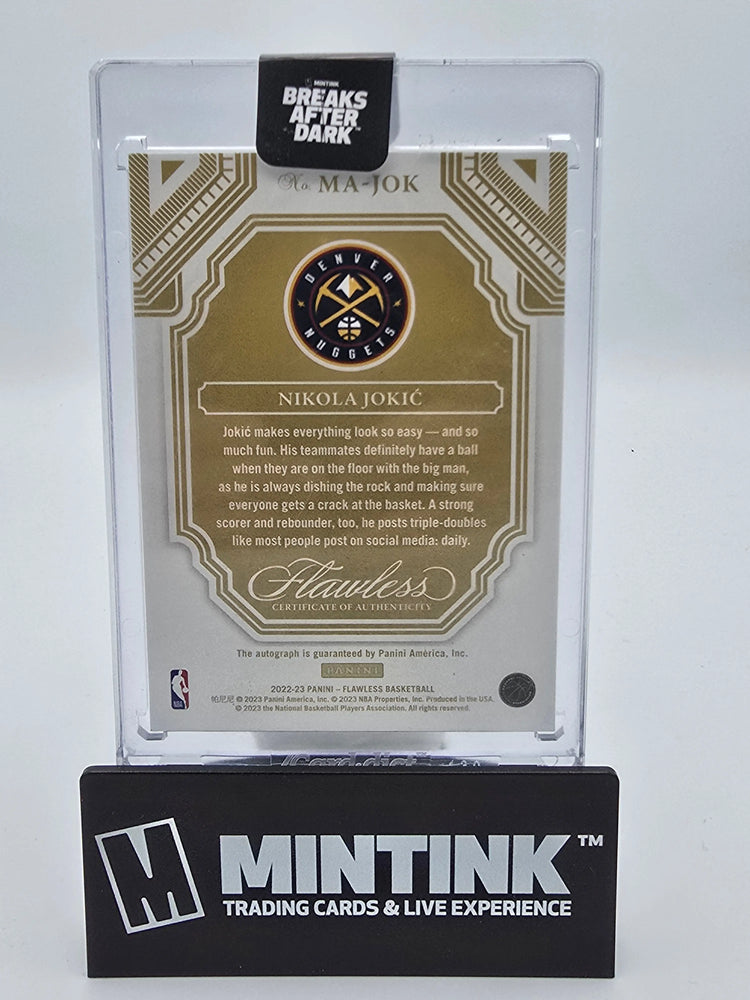 MINTINK
BREAKS
AFTER
DARK™
No. MA-JOK
DENVER
NUGGETS
NIKOLA JOKIĆ
Jokić makes everything look so easy — and so
much fun. His teammates definitely have a ball
when they are on the floor with the big man,
as he is always dishing the rock and making sure
everyone gets a crack at the basket. A strong
scorer and rebounder, too, he posts triple-doubles
like most people post on social media: daily.
Flawless
CERTIFICATE OF AUTHENTICITY
The autograph is guaranteed by Panini America, Inc.
PANINI
2022-23 PANINI – FLAWLESS BASKETBALL
帕尼尼 © 2023 Panini America, Inc. © 2023 NBA Properties, Inc. Produced in the USA.
© 2023 the National Basketball Players Association. All rights reserved.
NBA
M MINTINK™
TRADING CARDS & LIVE EXPERIENCE